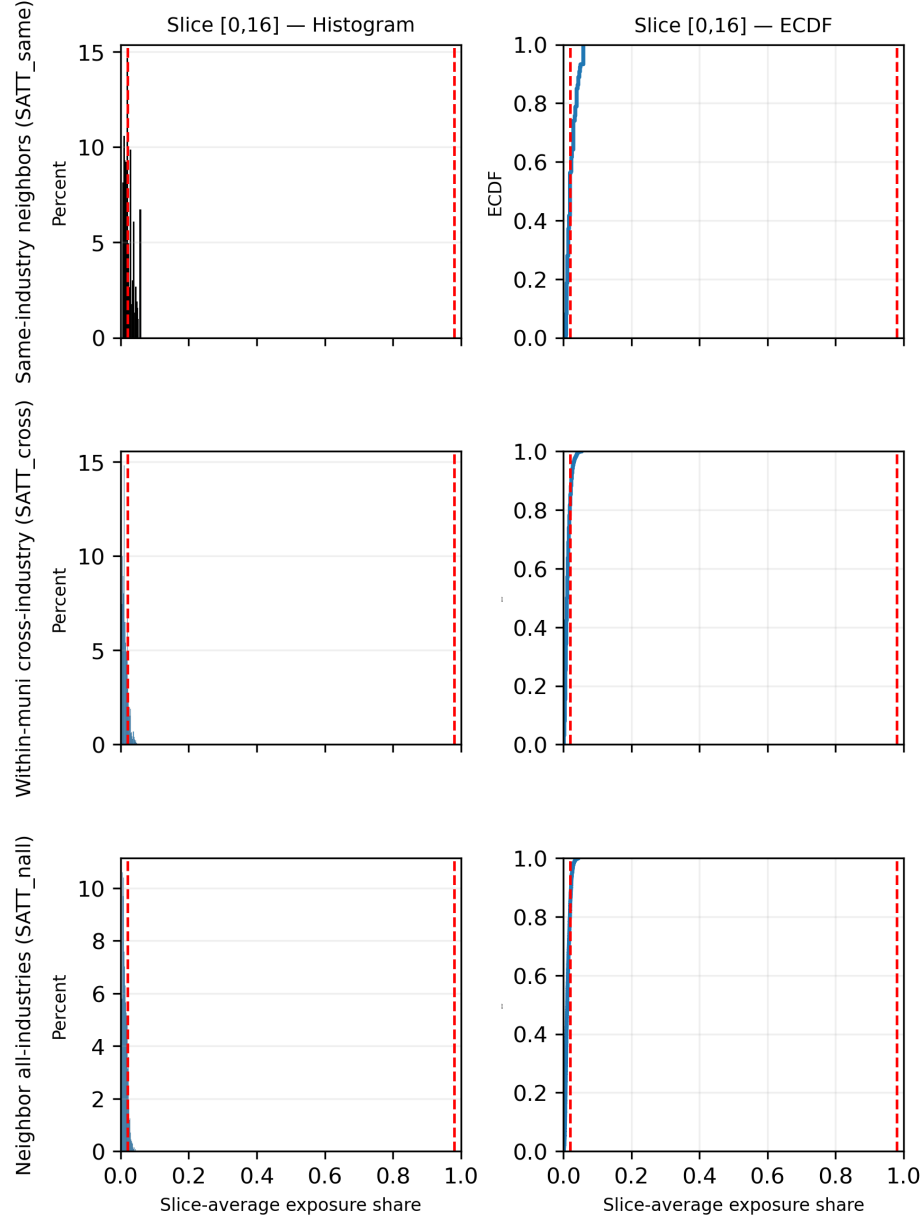 Slice [0,16] — Histogram
Slice [0,16] — ECDF
Same-industry neighbors (SATT_same)
Percent
15
10
5
0
ECDF
1.0
0.8
0.6
0.4
0.2
0.0
Within-muni cross-industry (SATT_cross)
Percent
15
10
5
0
1.0
0.8
0.6
0.4
0.2
0.0
Neighbor all-industries (SATT_nall)
Percent
10
8
6
4
2
0
0.0 0.2 0.4 0.6 0.8 1.0
Slice-average exposure share
1.0
0.8
0.6
0.4
0.2
0.0
0.0 0.2 0.4 0.6 0.8 1.0
Slice-average exposure share